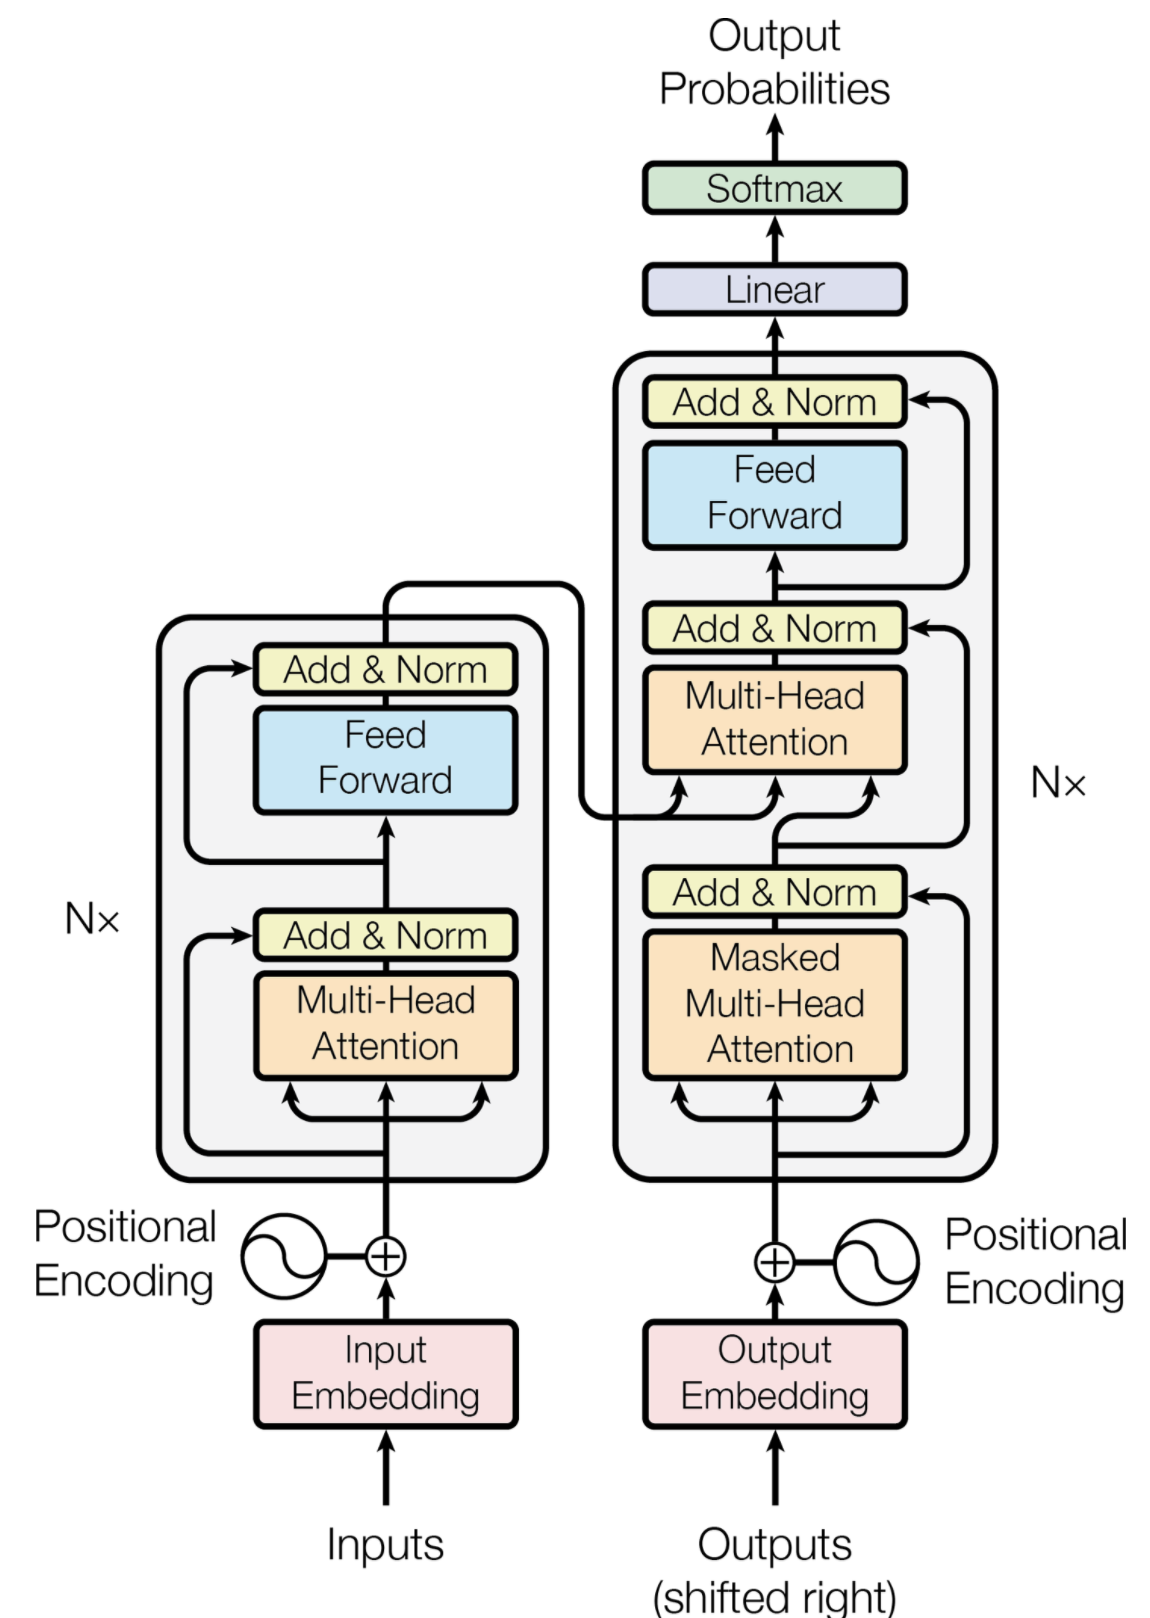 Output
Probabilities
Softmax
Linear
Add & Norm
Feed
Forward
Add & Norm
Multi-Head
Attention
Nx
Add & Norm
Masked
Multi-Head
Attention
Add & Norm
Feed
Forward
N×
Add & Norm
Multi-Head
Attention
Positional
Encoding
Positional
Encoding
Input
Embedding
Output
Embedding
Inputs
Outputs
(shifted right)